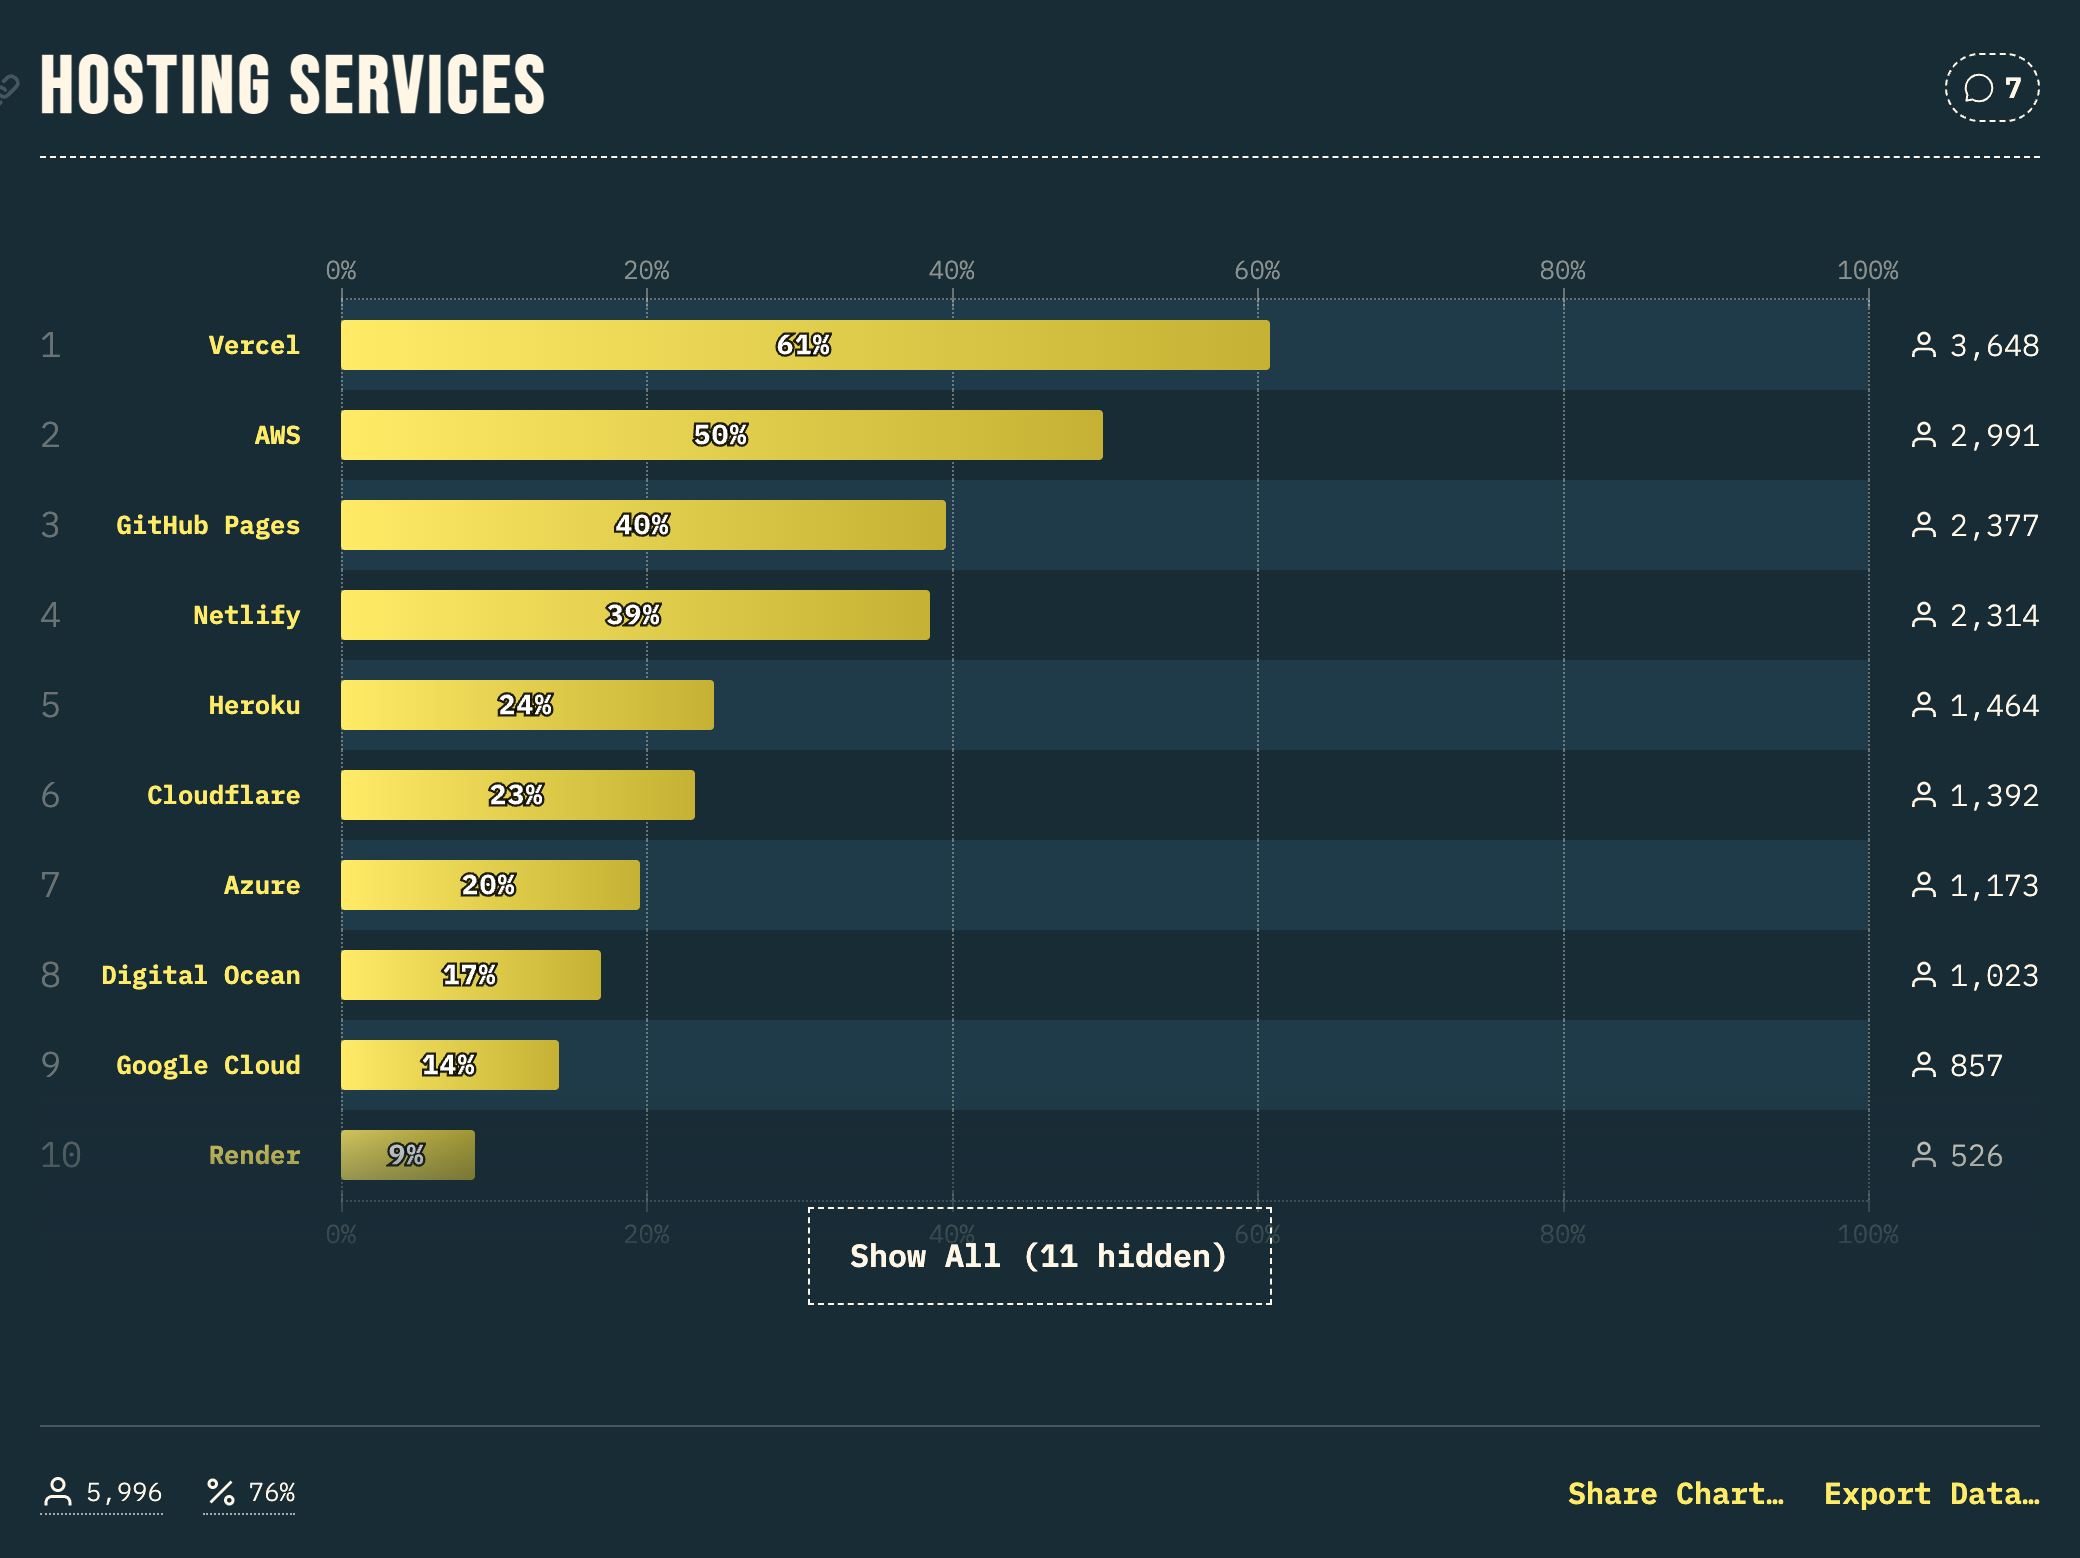 HOSTING SERVICES
7
0% 20% 40% 60% 80% 100%
1 Vercel 61% 3,648
2 AWS 50% 2,991
3 GitHub Pages 40% 2,377
4 Netlify 39% 2,314
5 Heroku 24% 1,464
6 Cloudflare 23% 1,392
7 Azure 20% 1,173
8 Digital Ocean 17% 1,023
9 Google Cloud 14% 857
10 Render 9% 526
0% 20% 40% 60% 80% 100%
Show All (11 hidden)
5,996 76% Share Chart… Export Data…